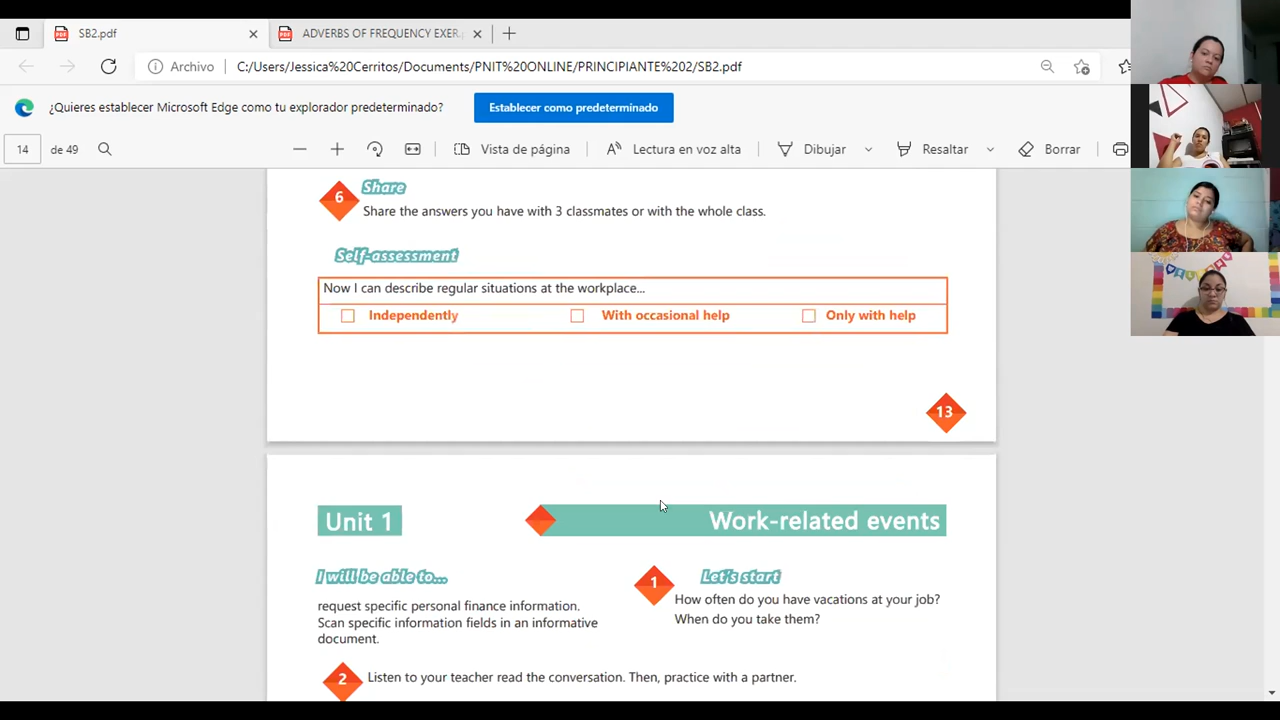 SB2.pdf
ADVERBS OF FREQUENCY EXER
Archivo
C:/Users/Jessica%20Cerritos/Documents/PNIT%20ONLINE/PRINCIPIANTE%202/SB2.pdf
¿Quieres establecer Microsoft Edge como tu explorador predeterminado?
Establecer como predeterminado
14 de 49
Vista de página
Lectura en voz alta
Dibujar
Resaltar
Borrar
6
Share
Share the answers you have with 3 classmates or with the whole class.
Self-assessment
Now I can describe regular situations at the workplace...
Independently
With occasional help
Only with help
13
Unit 1
Work-related events
I will be able to...
request specific personal finance information.
Scan specific information fields in an informative
document.
1
Let's start
How often do you have vacations at your job?
When do you take them?
2
Listen to your teacher read the conversation. Then, practice with a partner.